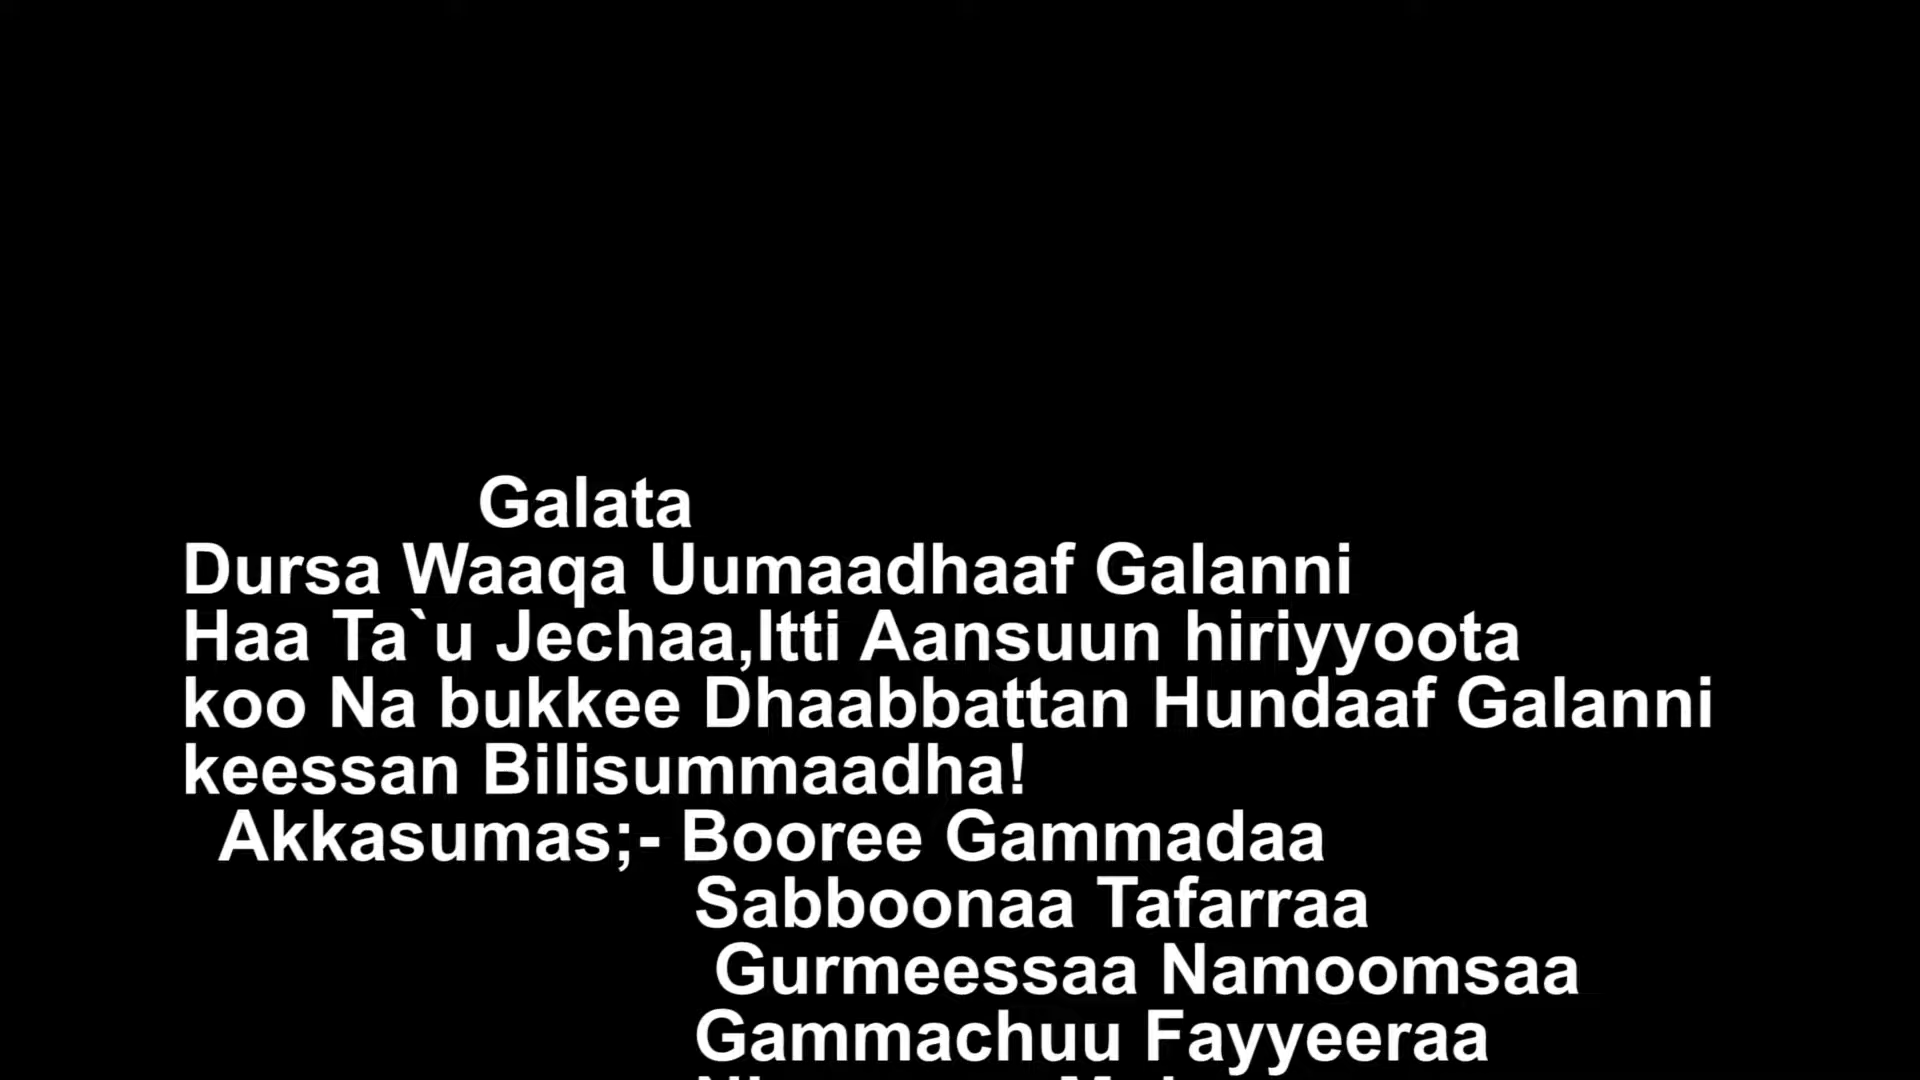 Galata
Dursa Waaqa Uumaadhaaf Galanni
Haa Ta`u Jechaa,Itti Aansuun hiriyyoota
koo Na bukkee Dhaabbattan Hundaaf Galanni
keessan Bilisummaadha!
Akkasumas;- Booree Gammadaa
Sabboonaa Tafarraa
Gurmeessaa Namoomsaa
Gammachuu Fayyeeraa